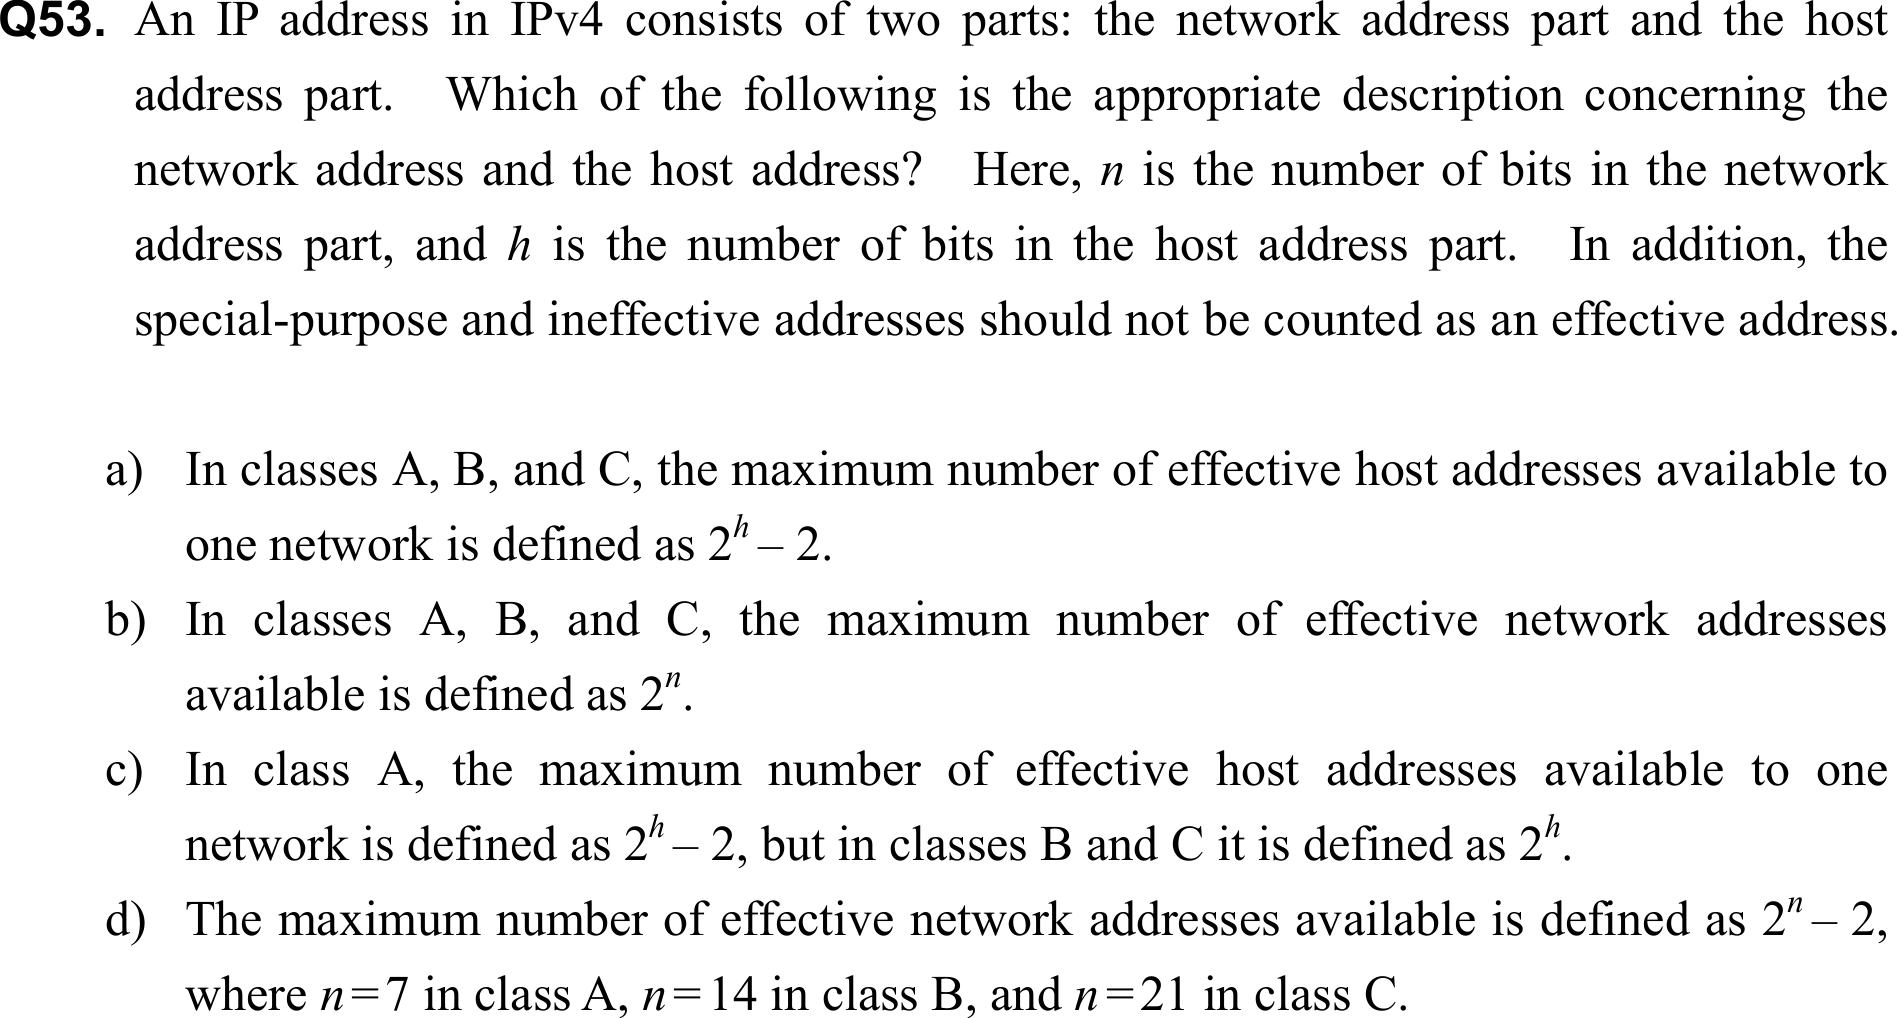 Q53. An IP address in IPv4 consists of two parts: the network address part and the host
address part. Which of the following is the appropriate description concerning the
network address and the host address? Here, n is the number of bits in the network
address part, and h is the number of bits in the host address part. In addition, the
special-purpose and ineffective addresses should not be counted as an effective address.
a) In classes A, B, and C, the maximum number of effective host addresses available to
one network is defined as 2^h – 2.
b) In classes A, B, and C, the maximum number of effective network addresses
available is defined as 2^n.
c) In class A, the maximum number of effective host addresses available to one
network is defined as 2^h – 2, but in classes B and C it is defined as 2^h.
d) The maximum number of effective network addresses available is defined as 2^n – 2,
where n=7 in class A, n=14 in class B, and n=21 in class C.